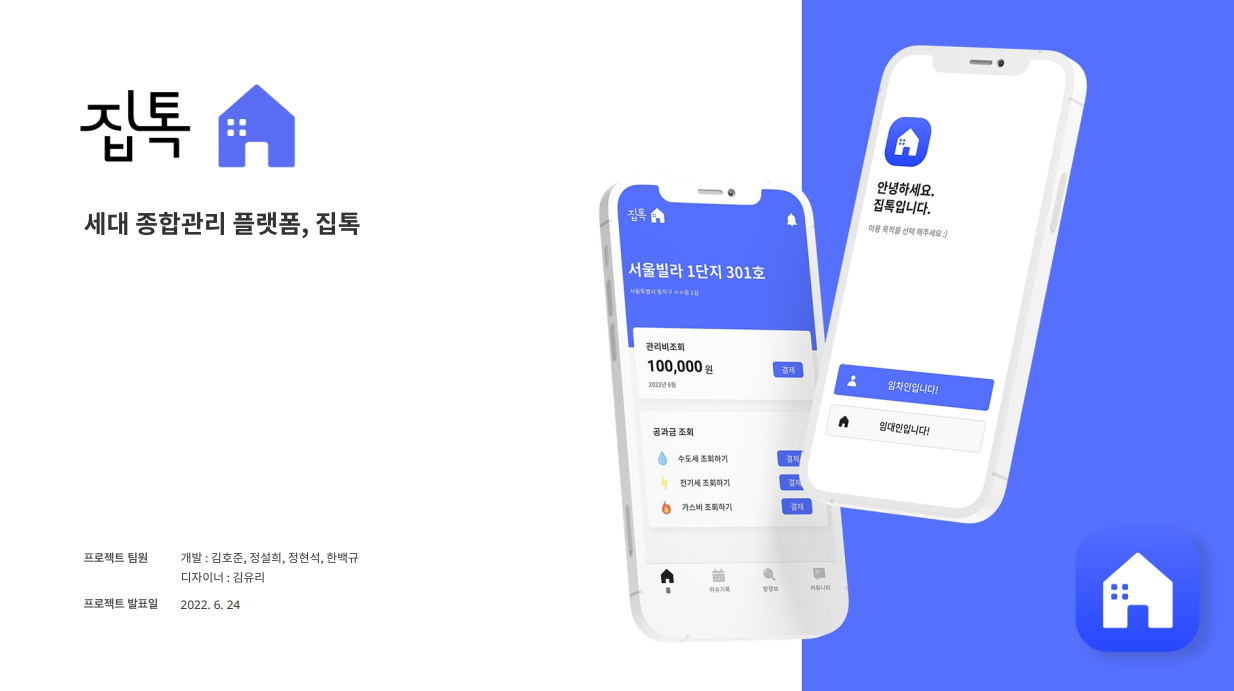 집톡
세대 종합관리 플랫폼, 집톡
프로젝트 팀원
개발 : 김호준, 정설희, 정현석, 한백규
디자이너 : 김유리
프로젝트 발표일
2022. 6. 24
집톡
서울빌라 1단지 301호
서울특별시 동작구 ㅇㅇ동 1길
관리비조회
100,000 원
결제
2022년 6월
공과금 조회
수도세 조회하기
결제
전기세 조회하기
결제
가스비 조회하기
결제
홈
이슈기록
방정보
커뮤니티
안녕하세요.
집톡입니다.
이용 목적을 선택 해주세요 :)
임차인입니다!
임대인입니다!